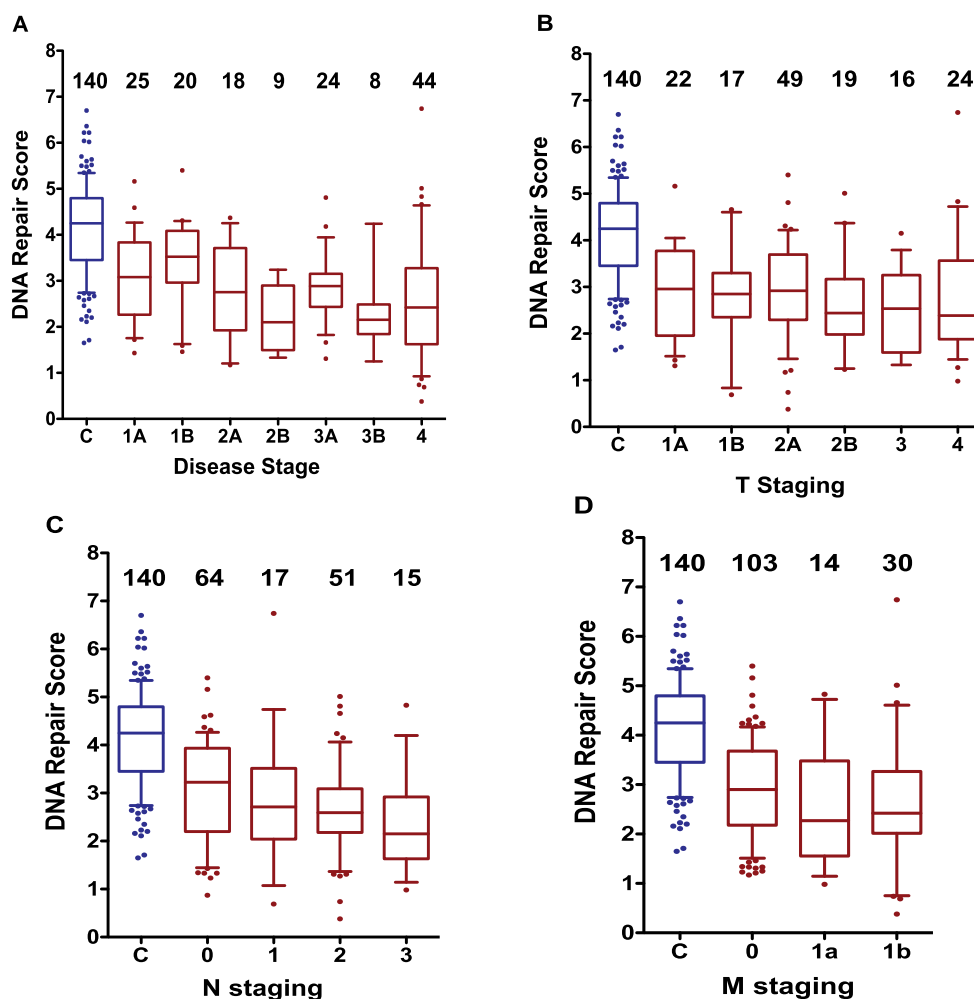 A
DNA Repair Score
8
7
6
5
4
3
2
1
0
140 25 20 18 9 24 8 44
C 1A 1B 2A 2B 3A 3B 4
Disease Stage
B
DNA Repair Score
8
7
6
5
4
3
2
1
0
140 22 17 49 19 16 24
C 1A 1B 2A 2B 3 4
T Staging
C
DNA Repair Score
8
7
6
5
4
3
2
1
0
140 64 17 51 15
C 0 1 2 3
N staging
D
DNA Repair Score
8
7
6
5
4
3
2
1
0
140 103 14 30
C 0 1a 1b
M staging